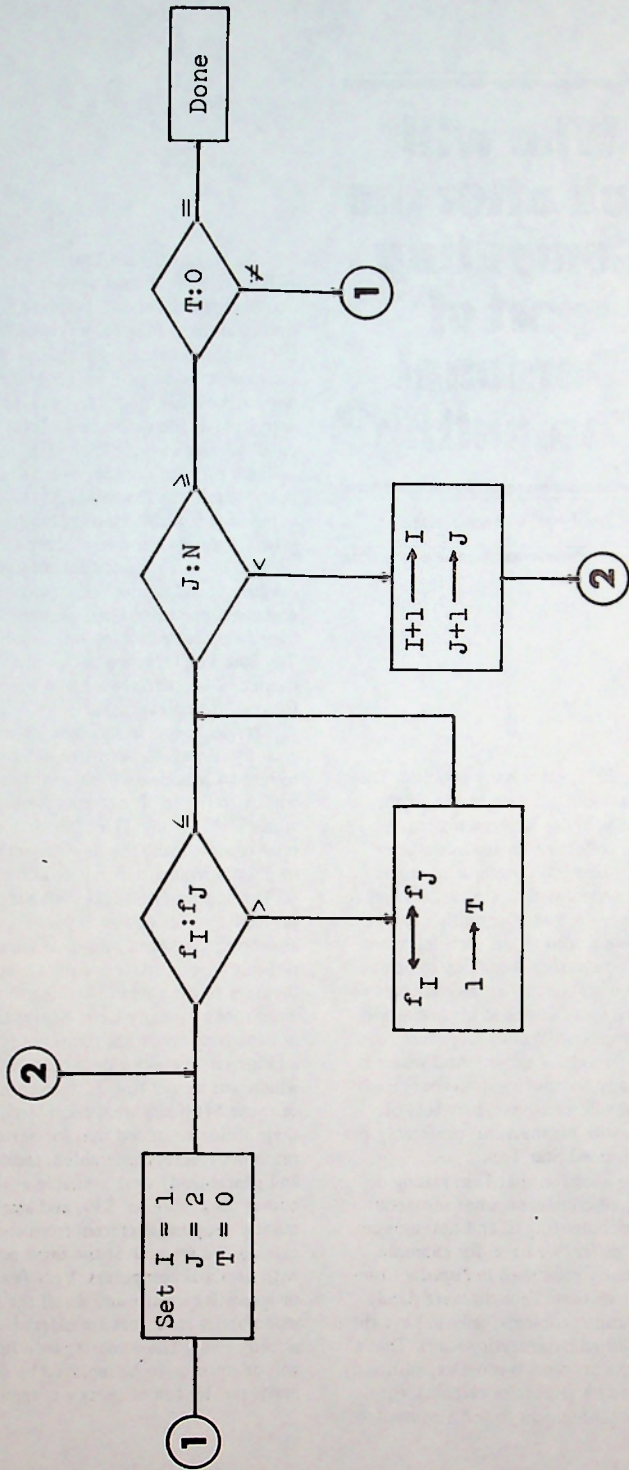 1
Set I = 1
J = 2
T = 0
2
f_I:f_J
≤
>
f_I ⟷ f_J
1 ⟶ T
J:N
≥
<
I+1 ⟶ I
J+1 ⟶ J
2
T:0
=
≠
1
Done